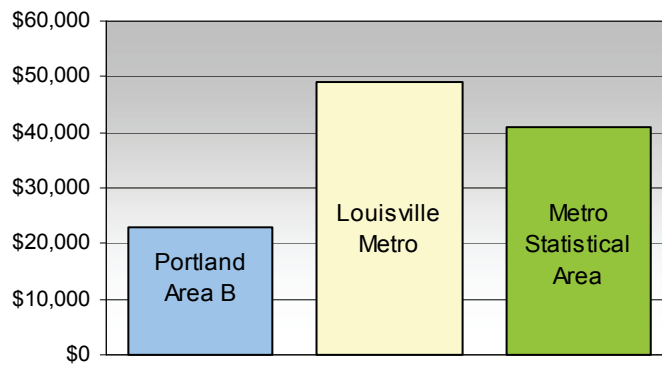 $60,000
$50,000
$40,000
$30,000
$20,000
$10,000
$0
Portland
Area B
Louisville
Metro
Metro
Statistical
Area